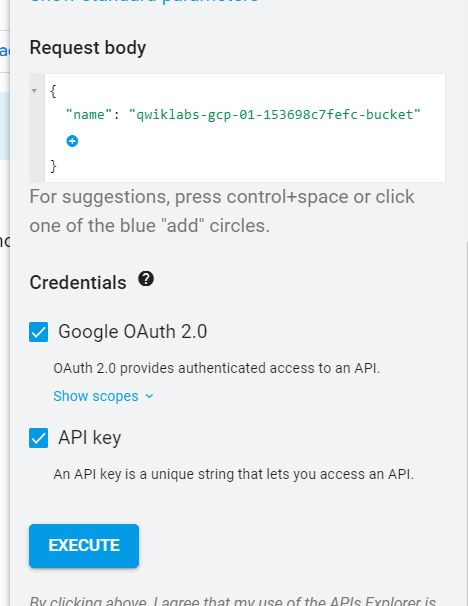 Request body
{
"name": "qwiklabs-gcp-01-153698c7fefc-bucket"
}
For suggestions, press control+space or click
one of the blue "add" circles.
Credentials
Google OAuth 2.0
OAuth 2.0 provides authenticated access to an API.
Show scopes
API key
An API key is a unique string that lets you access an API.
EXECUTE
By clicking above, I agree that my use of the APIs Explorer is